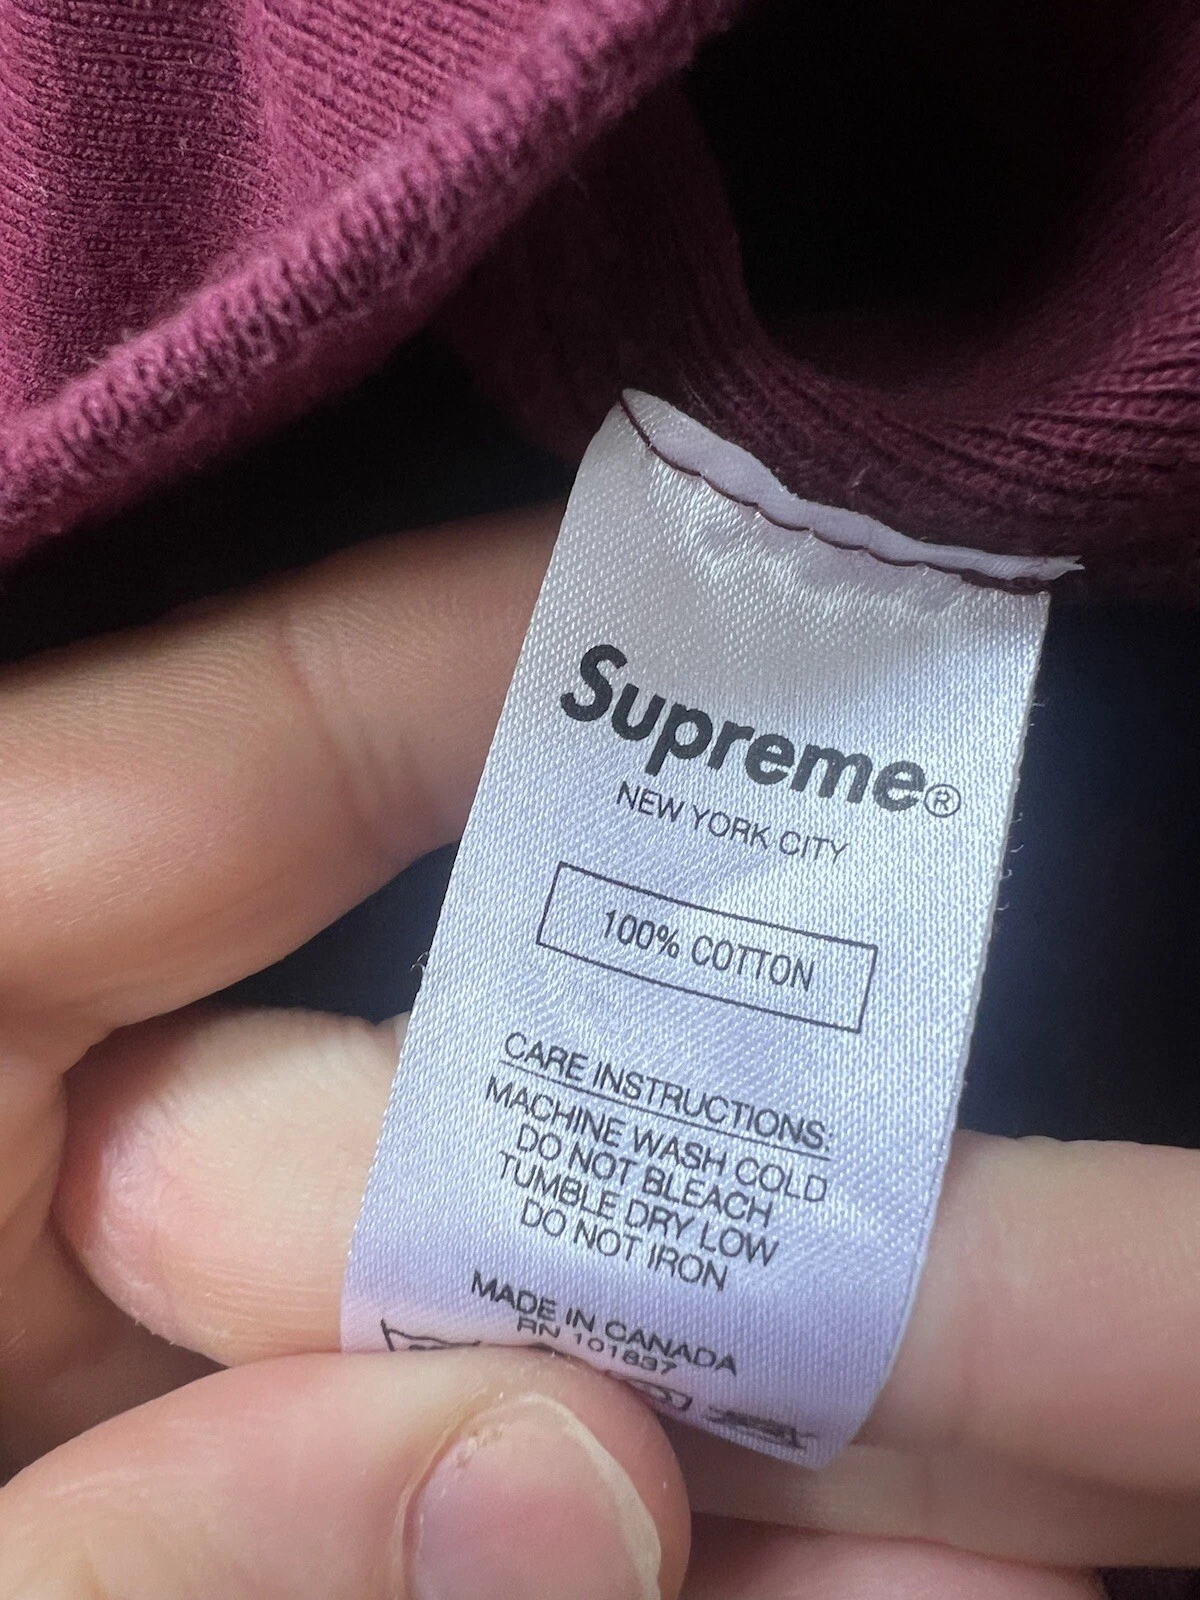 Supreme®
NEW YORK CITY
100% COTTON
CARE INSTRUCTIONS:
MACHINE WASH COLD
DO NOT BLEACH
TUMBLE DRY LOW
DO NOT IRON
MADE IN CANADA
RN 101837